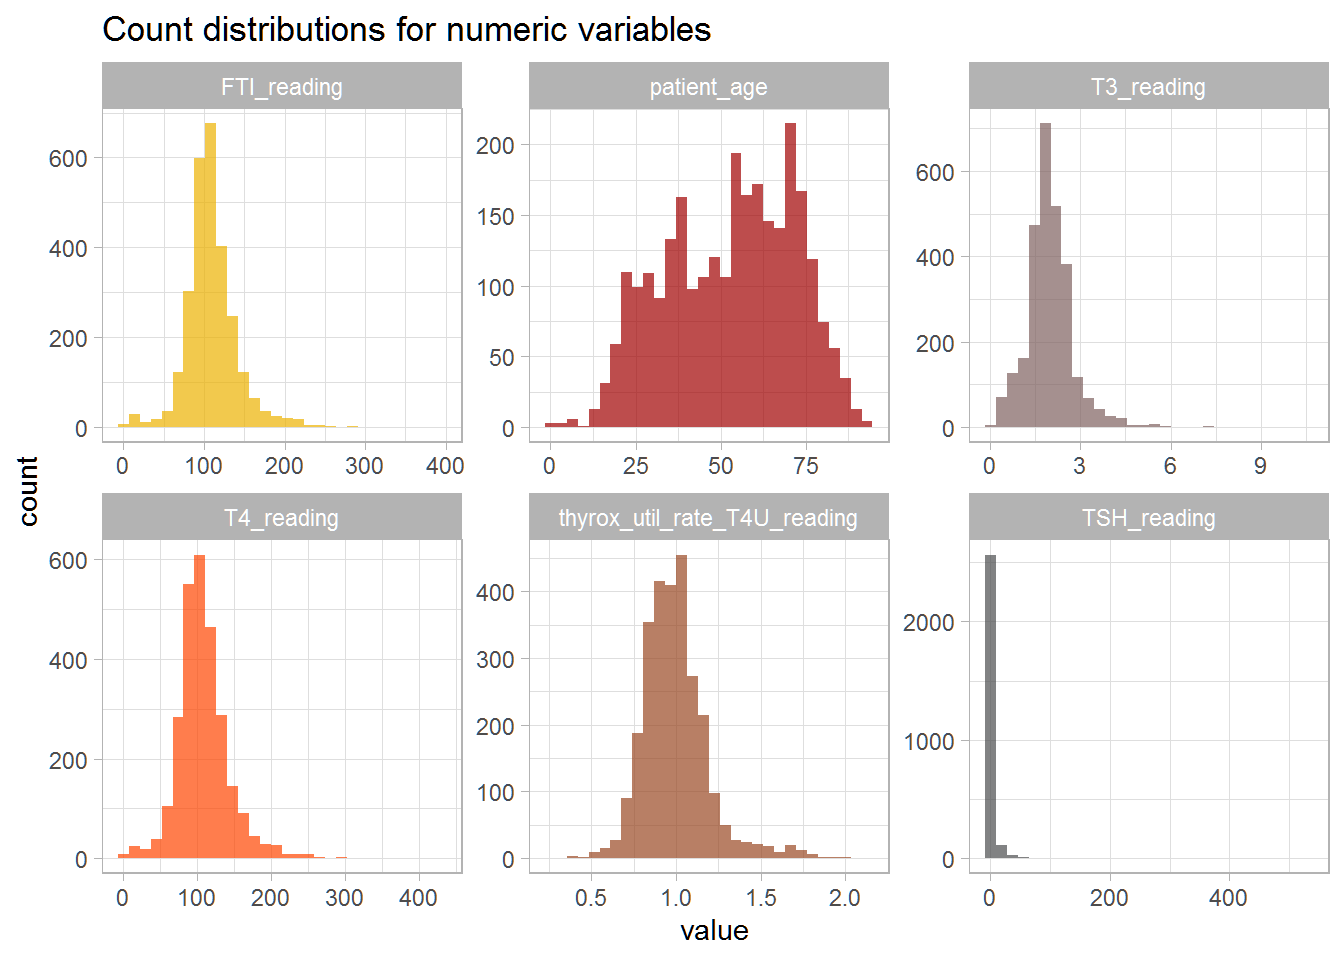 Count distributions for numeric variables
FTI_reading
patient_age
T3_reading
600
400
200
0
0 100 200 300 400
200
150
100
50
0
0 25 50 75
600
400
200
0
0 3 6 9
count
T4_reading
thyrox_util_rate_T4U_reading
TSH_reading
600
400
200
0
0 100 200 300 400
400
300
200
100
0
0.5 1.0 1.5 2.0
2000
1000
0
0 200 400
value